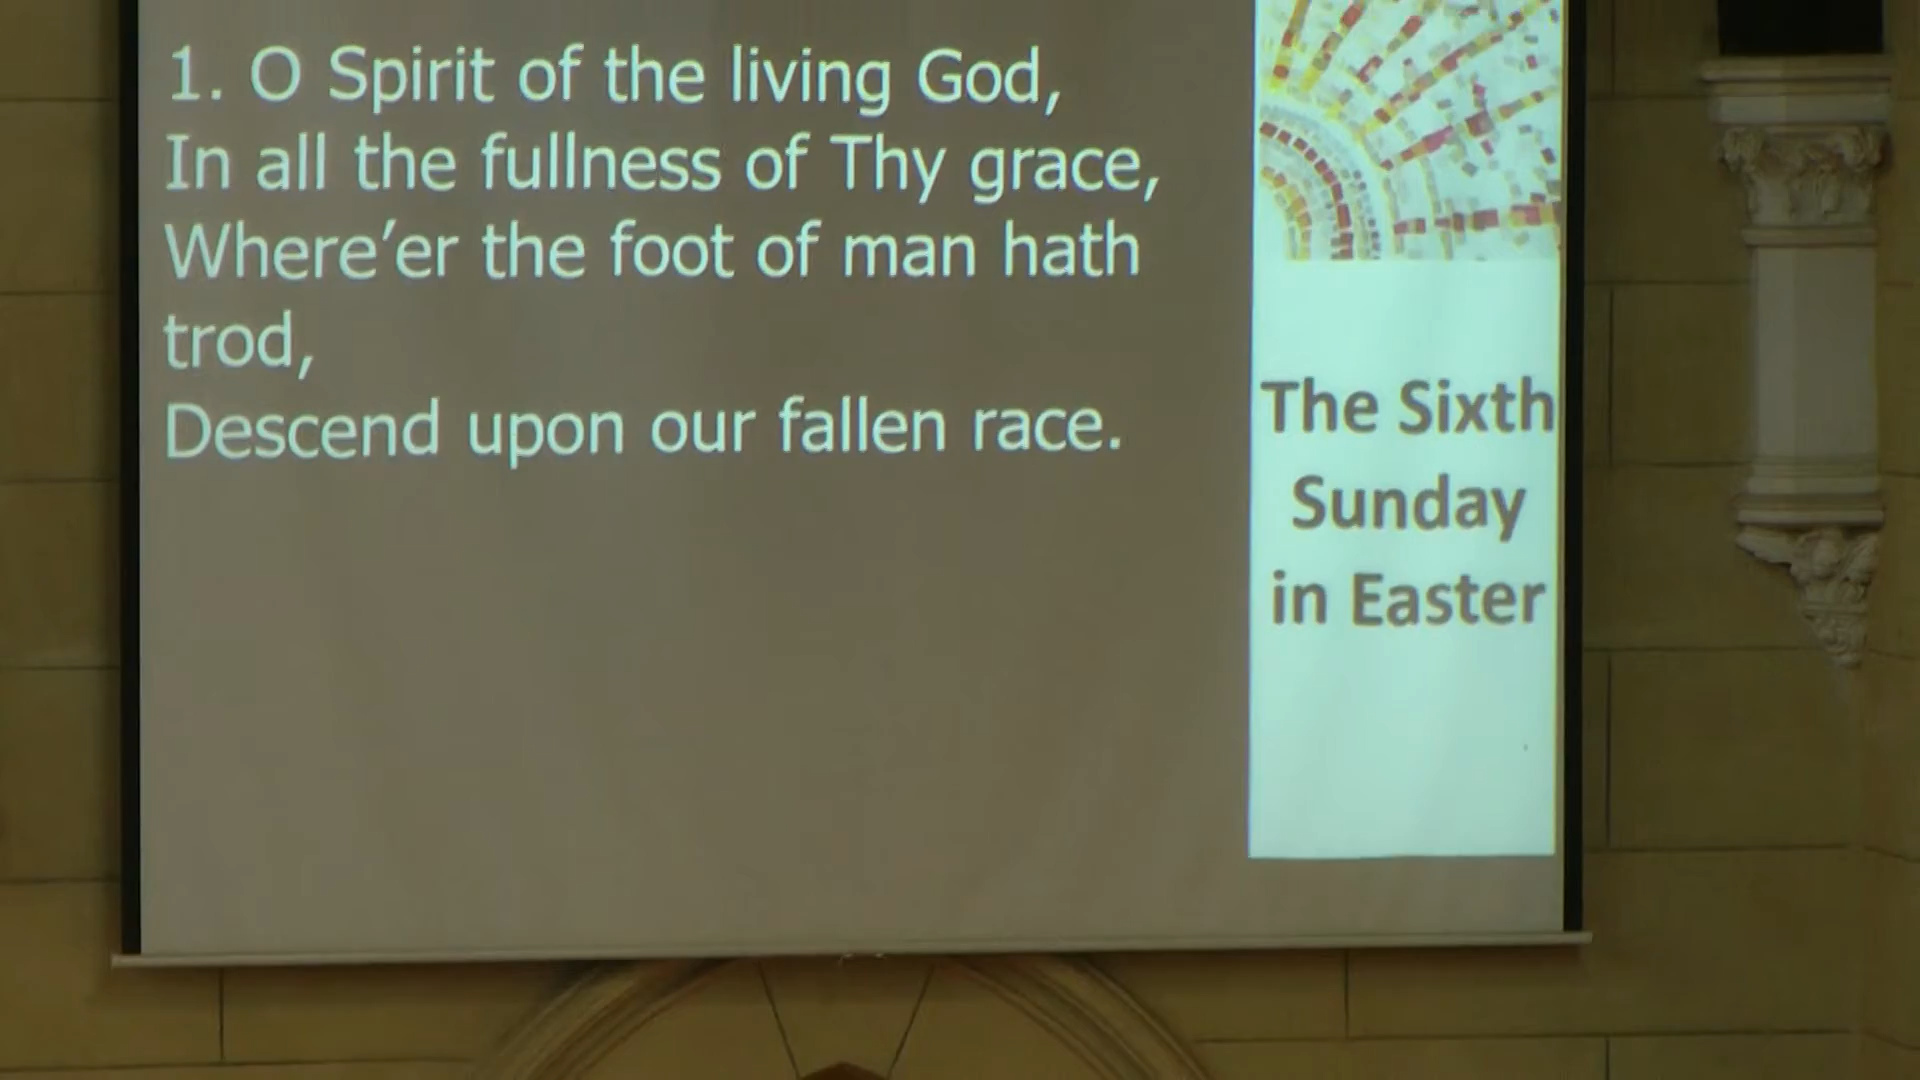 1. O Spirit of the living God,
In all the fullness of Thy grace,
Where’er the foot of man hath
trod,
Descend upon our fallen race.
The Sixth
Sunday
in Easter